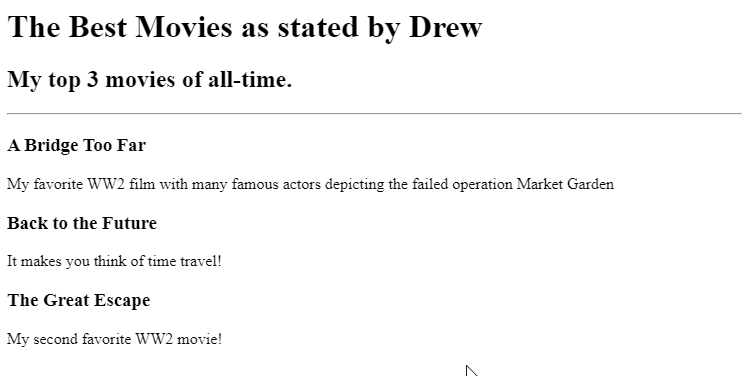 The Best Movies as stated by Drew
My top 3 movies of all-time.
A Bridge Too Far
My favorite WW2 film with many famous actors depicting the failed operation Market Garden
Back to the Future
It makes you think of time travel!
The Great Escape
My second favorite WW2 movie!